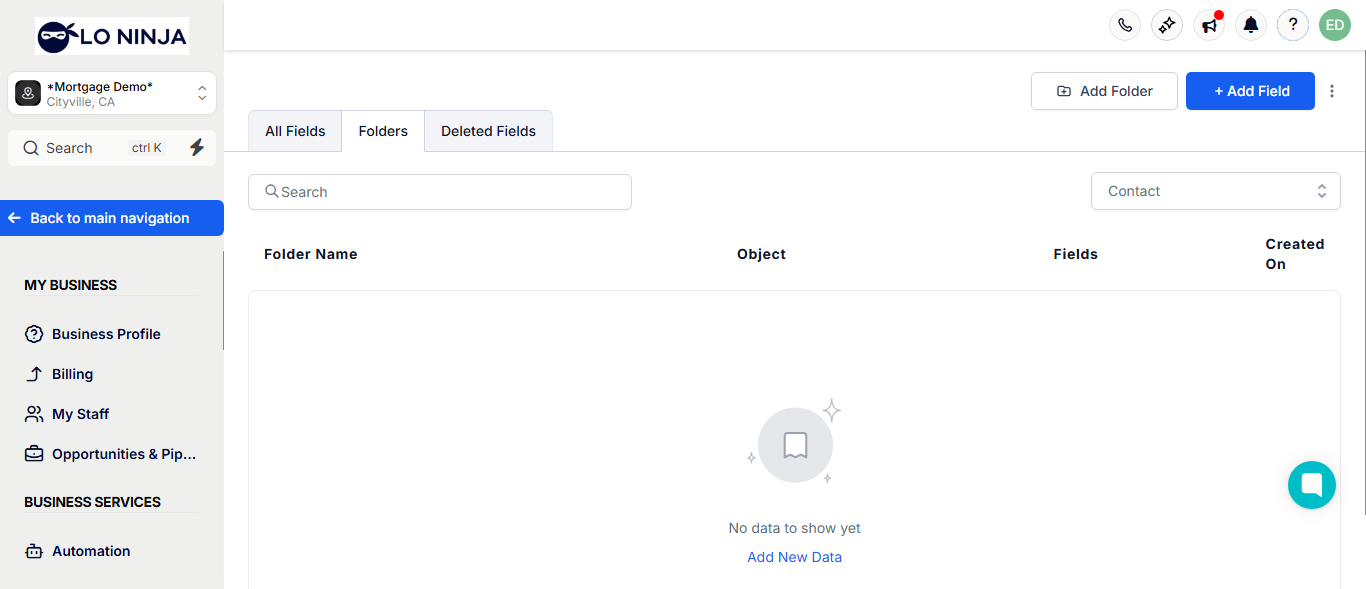 LO NINJA
ED
*Mortgage Demo*
Cityville, CA
Search ctrl K
Back to main navigation
MY BUSINESS
Business Profile
Billing
My Staff
Opportunities & Pip...
BUSINESS SERVICES
Automation
Add Folder
+ Add Field
All Fields
Folders
Deleted Fields
Search
Contact
Folder Name
Object
Fields
Created
On
No data to show yet
Add New Data